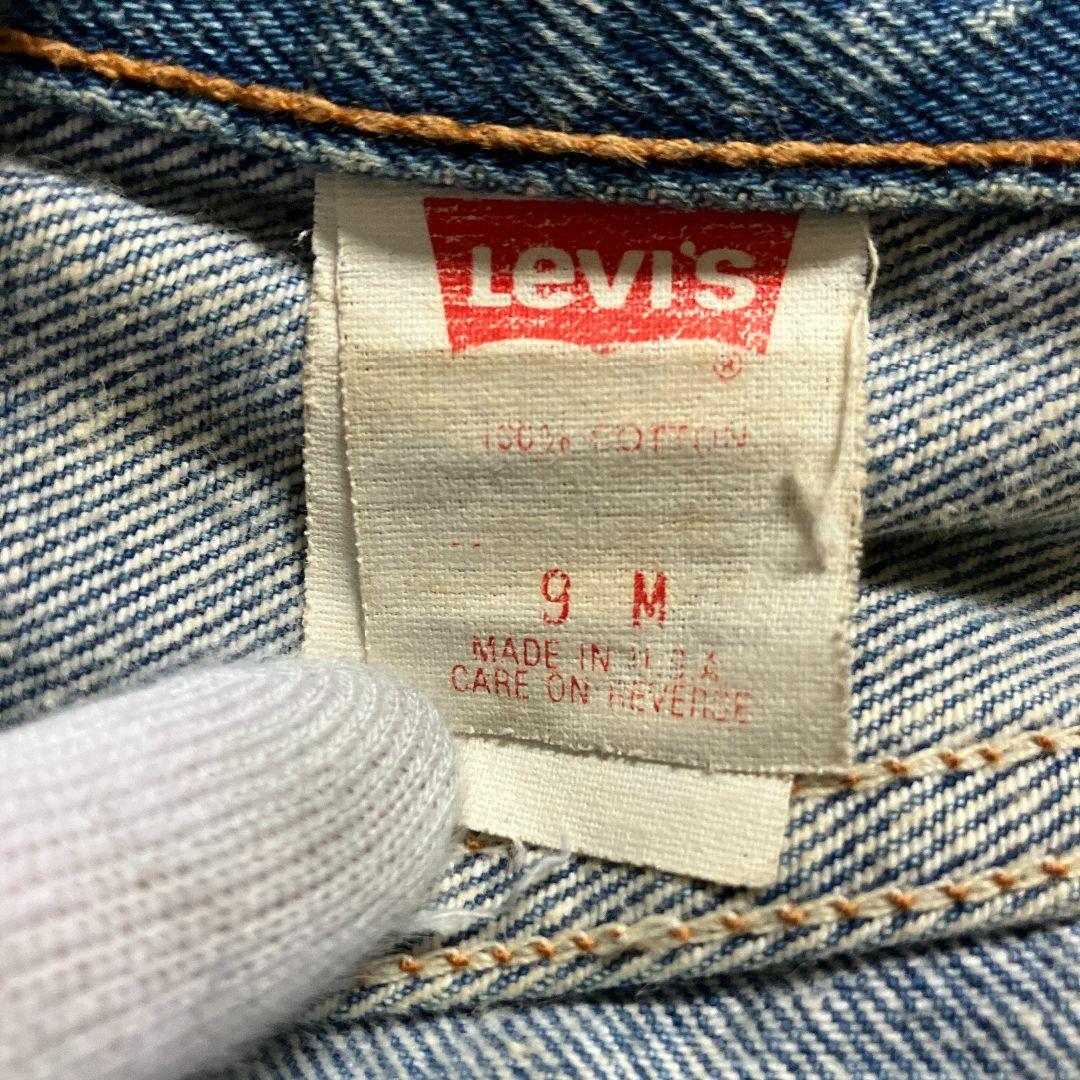 LEVI'S
®
100% COTTON
9 M
MADE IN U.S.A.
CARE ON REVERSE